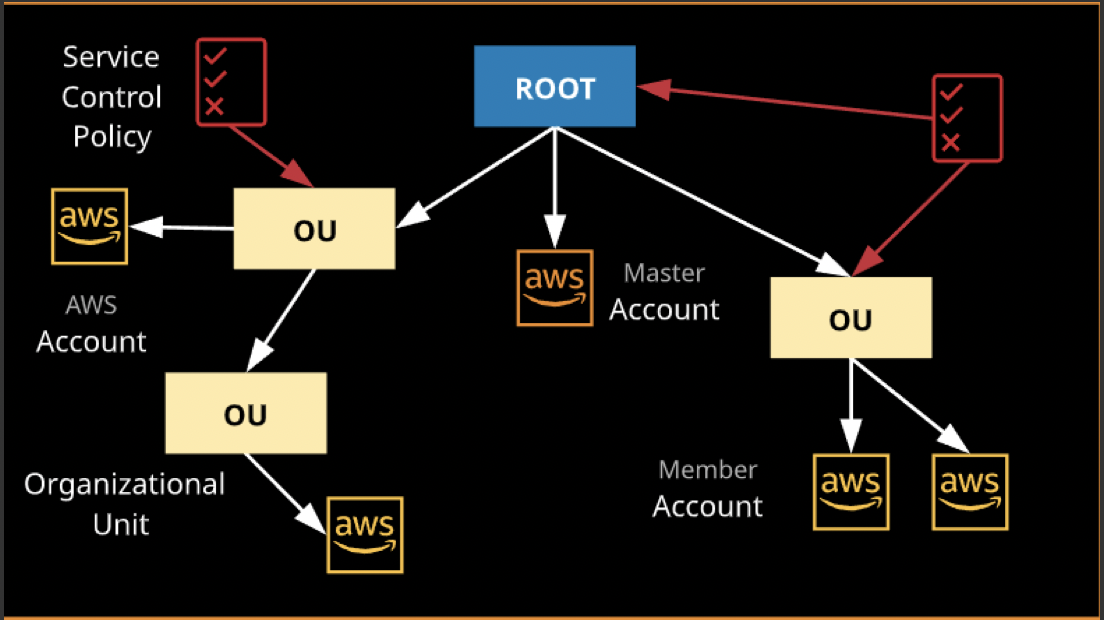 Service
Control
Policy
ROOT
aws
OU
AWS
Account
aws
Master
Account
OU
OU
Organizational
Unit
aws
Member
Account
aws
aws